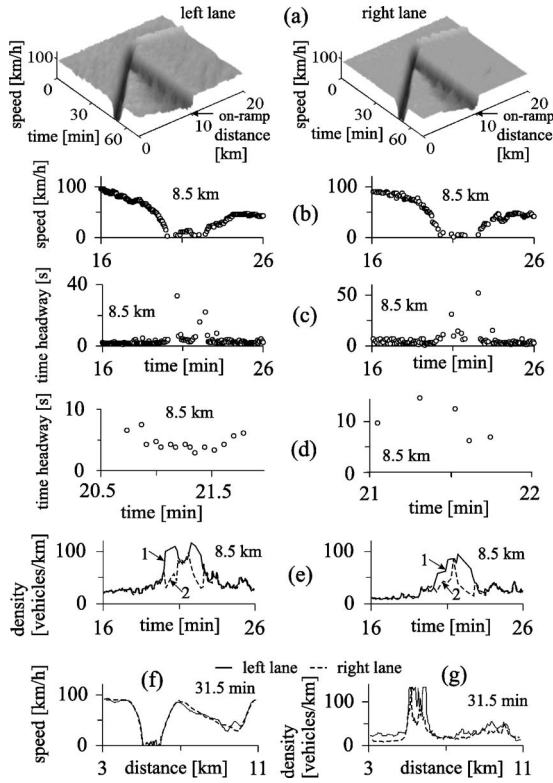 left lane (a) right lane
speed [km/h] 100 0 0 30 60 time [min] 0 10 20 on-ramp distance [km]
speed [km/h] 100 0 0 30 60 time [min] 0 10 20 on-ramp distance [km]
speed [km/h] 100 0 8.5 km 16 26 (b) 100 0 8.5 km 16 26
time headway [s] 40 0 8.5 km 16 time [min] 26 (c) 50 0 8.5 km 16 time [min] 26
time headway [s] 10 0 8.5 km 20.5 21.5 time [min] (d) 10 0 8.5 km 21 22 time [min]
density [vehicles/km] 100 0 1 2 8.5 km 16 time [min] 26 (e) 100 0 1 2 8.5 km 16 time [min] 26
left lane right lane
speed [km/h] 100 0 (f) 31.5 min 3 distance [km] 11
density [vehicles/km] 100 0 (g) 31.5 min 3 distance [km] 11